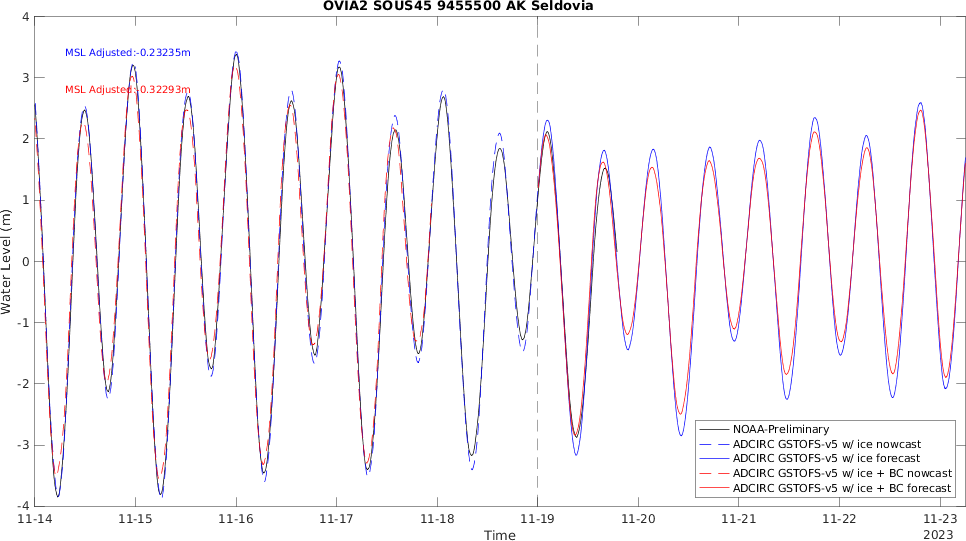 OVIA2 SOUS45 9455500 AK Seldovia
MSL Adjusted:-0.23235m
MSL Adjusted:-0.32293m
4
3
2
1
0
-1
-2
-3
-4
Water Level (m)
NOAA-Preliminary
ADCIRC GSTOFS-v5 w/ ice nowcast
ADCIRC GSTOFS-v5 w/ ice forecast
ADCIRC GSTOFS-v5 w/ ice + BC nowcast
ADCIRC GSTOFS-v5 w/ ice + BC forecast
11-14 11-15 11-16 11-17 11-18 11-19 11-20 11-21 11-22 11-23
2023
Time